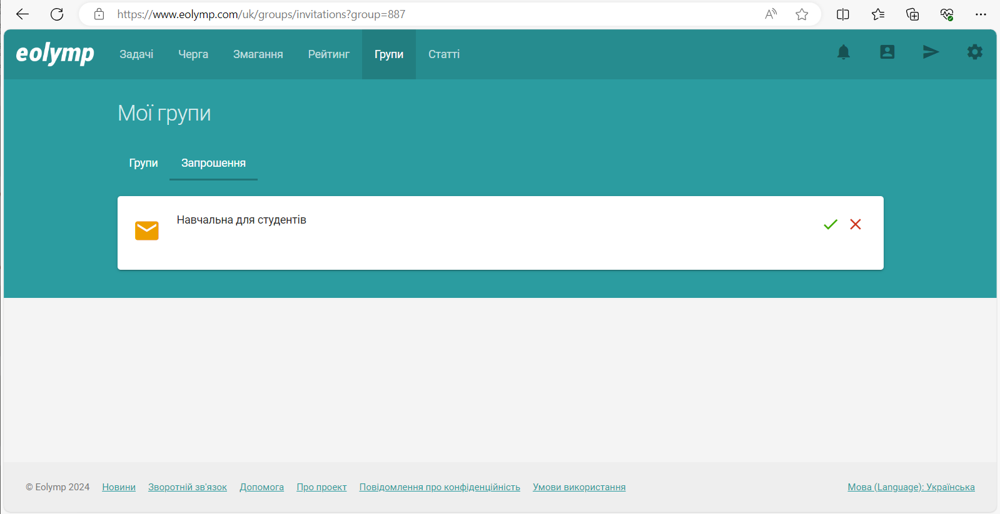 https://www.eolymp.com/uk/groups/invitations?group=887
eolymp Задачі Черга Змагання Рейтинг Групи Статті
Мої групи
Групи Запрошення
Навчальна для студентів
© Eolymp 2024 Новини Зворотній зв'язок Допомога Про проект Повідомлення про конфіденційність Умови використання Мова (Language): Українська